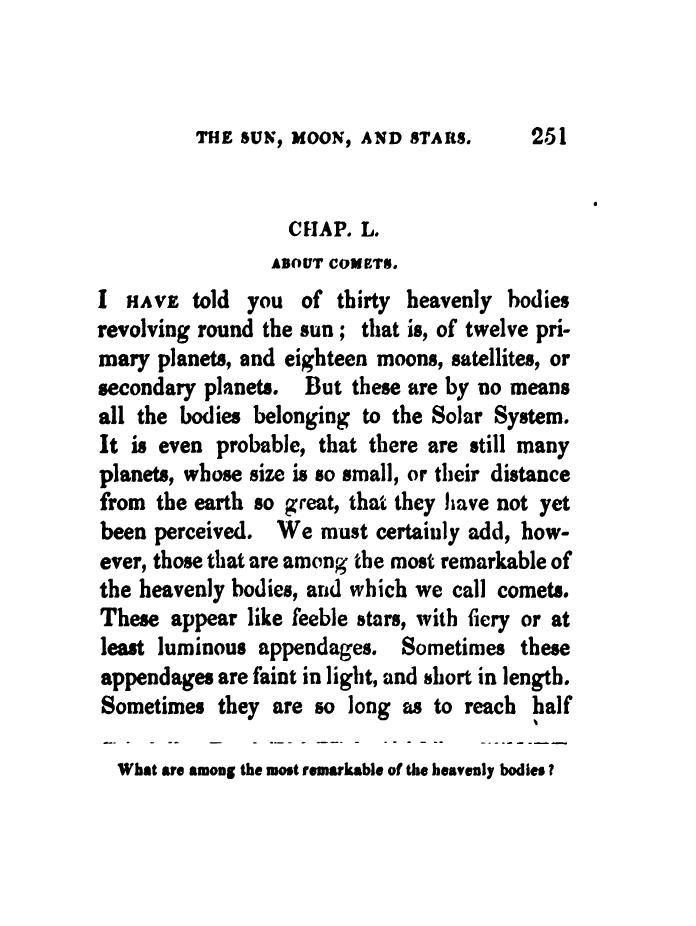 THE SUN, MOON, AND STARS. 251
CHAP. L.
ABOUT COMETS.
I HAVE told you of thirty heavenly bodies
revolving round the sun; that is, of twelve pri-
mary planets, and eighteen moons, satellites, or
secondary planets. But these are by no means
all the bodies belonging to the Solar System.
It is even probable, that there are still many
planets, whose size is so small, or their distance
from the earth so great, that they have not yet
been perceived. We must certainly add, how-
ever, those that are among the most remarkable of
the heavenly bodies, and which we call comets.
These appear like feeble stars, with fiery or at
least luminous appendages. Sometimes these
appendages are faint in light, and short in length.
Sometimes they are so long as to reach half
What are among the most remarkable of the heavenly bodies?